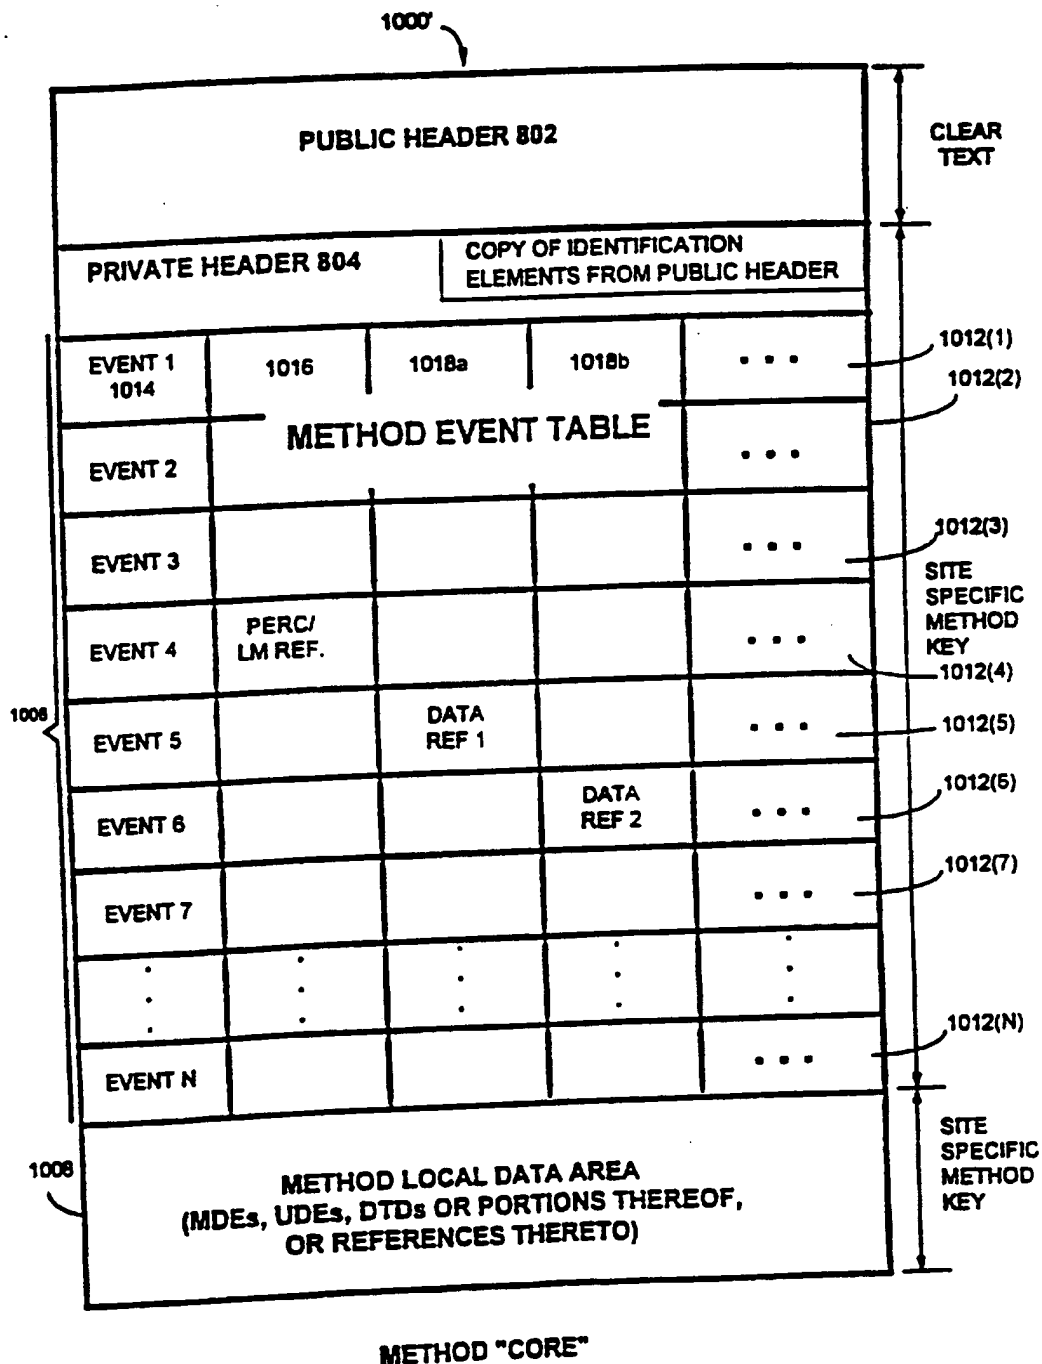 1000'
PUBLIC HEADER 802
CLEAR
TEXT
PRIVATE HEADER 804
COPY OF IDENTIFICATION
ELEMENTS FROM PUBLIC HEADER
EVENT 1
1014
1016
1018a
1018b
• • •
1012(1)
1012(2)
METHOD EVENT TABLE
EVENT 2
• • •
EVENT 3
• • •
1012(3)
SITE
SPECIFIC
METHOD
KEY
EVENT 4
PERC/
LM REF.
• • •
1012(4)
1006
EVENT 5
DATA
REF 1
• • •
1012(5)
EVENT 6
DATA
REF 2
• • •
1012(6)
EVENT 7
• • •
1012(7)
EVENT N
• • •
1012(N)
1008
METHOD LOCAL DATA AREA
(MDEs, UDEs, DTDs OR PORTIONS THEREOF,
OR REFERENCES THERETO)
SITE
SPECIFIC
METHOD
KEY
METHOD "CORE"